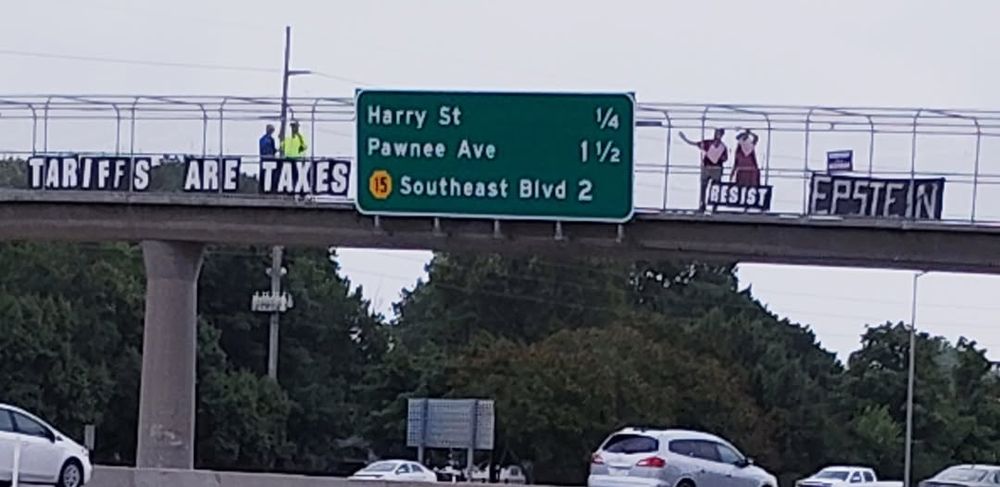 Harry St 1/4
Pawnee Ave 1 1/2
15 Southeast Blvd 2
TARIFFS ARE TAXES
RESIST
EPSTEIN